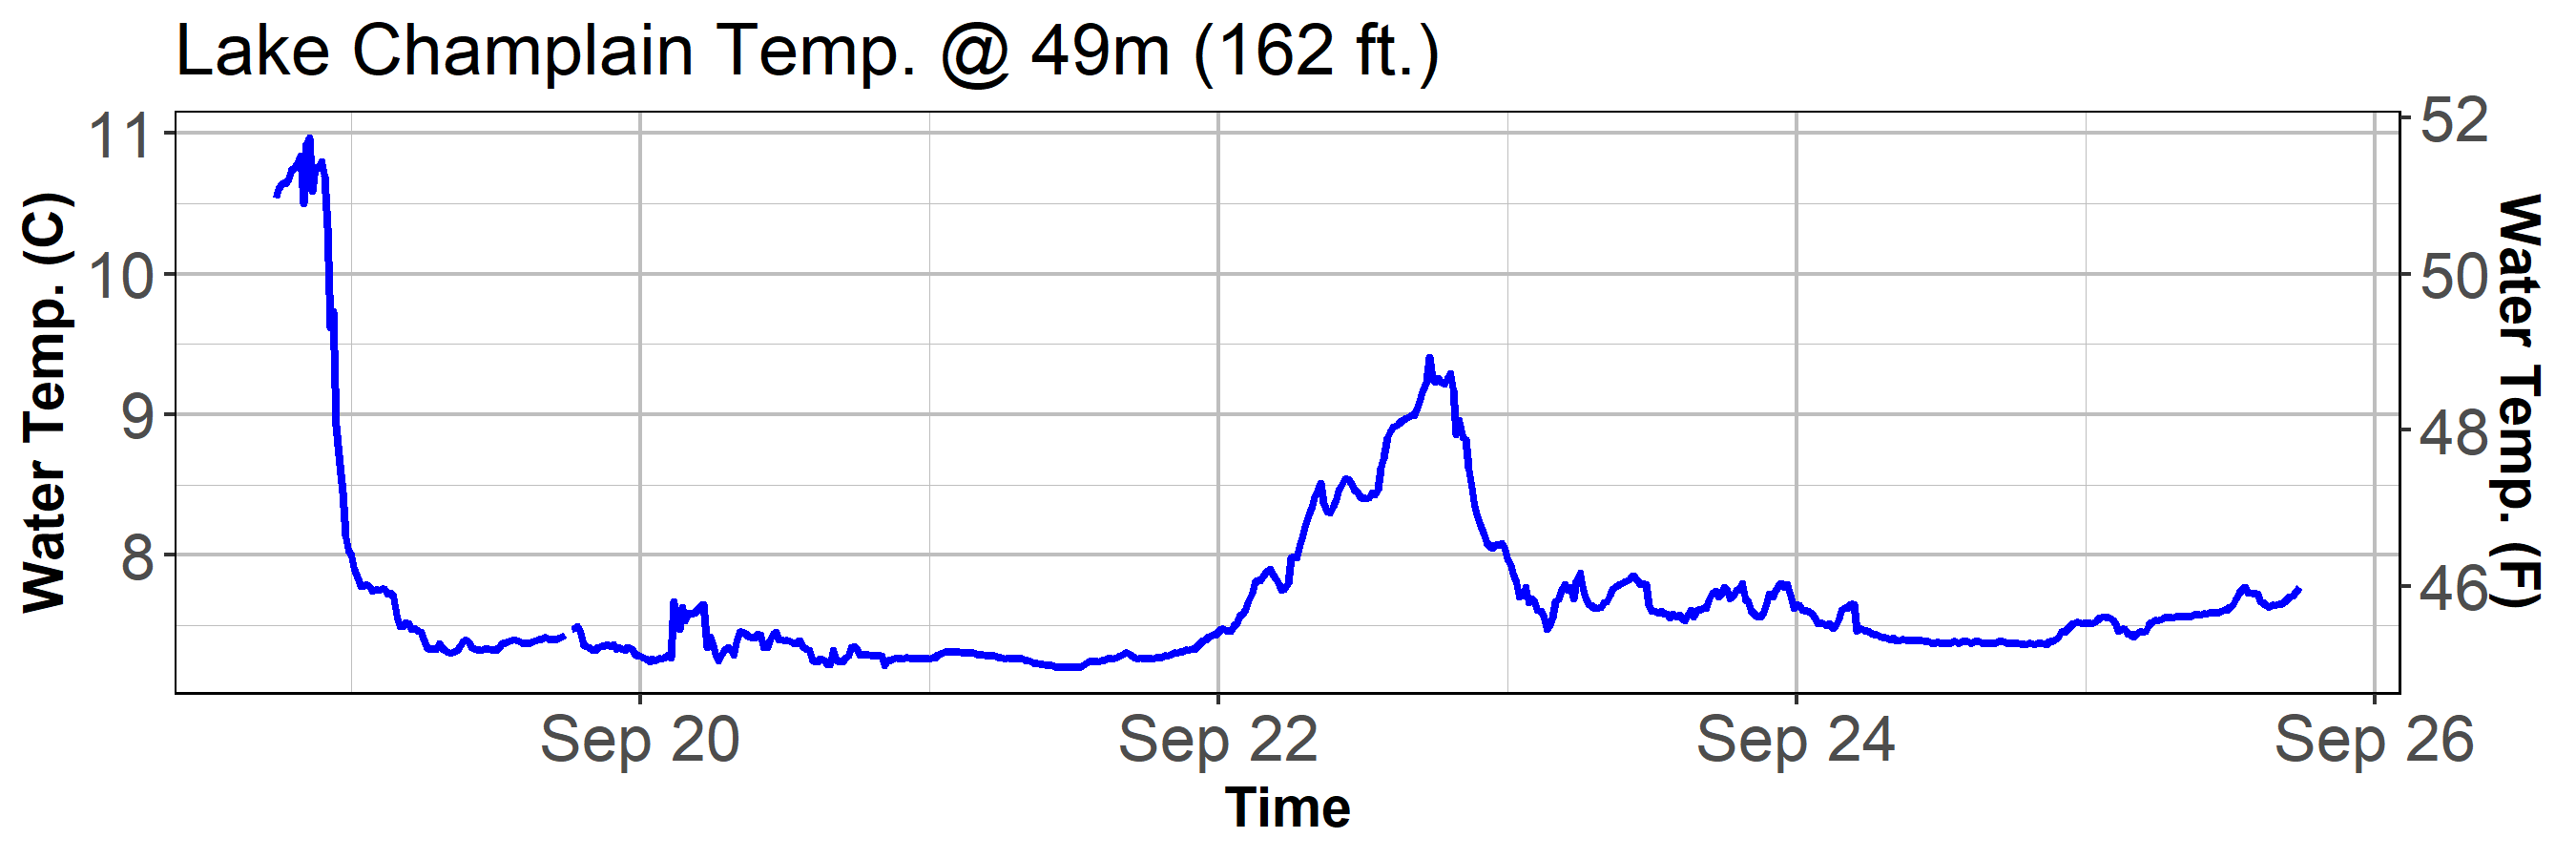 Lake Champlain Temp. @ 49m (162 ft.)
11
10
9
8
Water Temp. (C)
52
50
48
46
Water Temp. (F)
Sep 20
Sep 22
Sep 24
Sep 26
Time